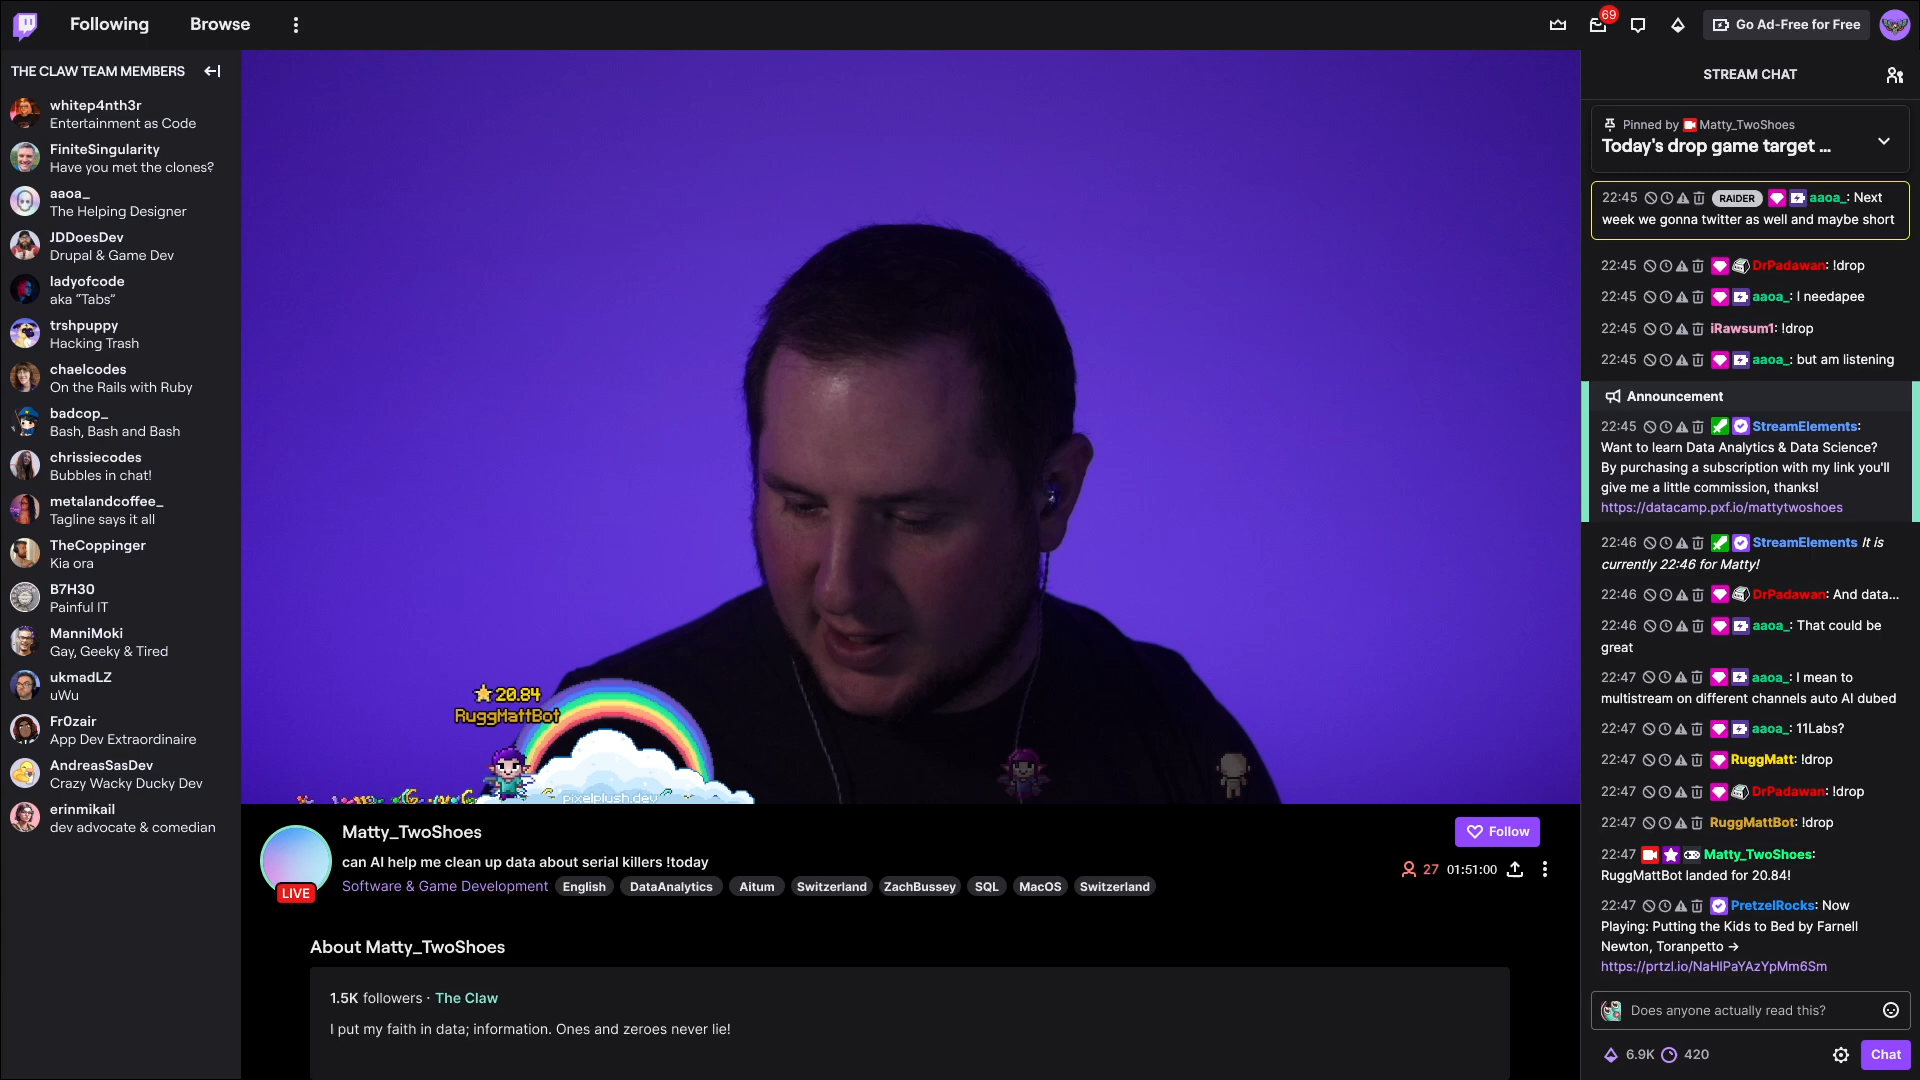 Following
Browse
69
Go Ad-Free for Free
THE CLAW TEAM MEMBERS
whitep4nth3r
Entertainment as Code
FiniteSingularity
Have you met the clones?
aaoa_
The Helping Designer
JDDoesDev
Drupal & Game Dev
ladyofcode
aka “Tabs”
trshpuppy
Hacking Trash
chaelcodes
On the Rails with Ruby
badcop_
Bash, Bash and Bash
chrissiecodes
Bubbles in chat!
metalandcoffee_
Tagline says it all
TheCoppinger
Kia ora
B7H30
Painful IT
ManniMoki
Gay, Geeky & Tired
ukmadLZ
uWu
Fr0zair
App Dev Extraordinaire
AndreasSasDev
Crazy Wacky Ducky Dev
erinmikail
dev advocate & comedian
20.84
RuggMattBot
pixelplush.dev
Matty_TwoShoes
can AI help me clean up data about serial killers !today
Software & Game Development English DataAnalytics Aitum Switzerland ZachBussey SQL MacOS Switzerland
LIVE
Follow
27 01:51:00
About Matty_TwoShoes
1.5K followers · The Claw
I put my faith in data; information. Ones and zeroes never lie!
STREAM CHAT
Pinned by Matty_TwoShoes
Today's drop game target ...
22:45 RAIDER aaoa_: Next
week we gonna twitter as well and maybe short
22:45 DrPadawan: !drop
22:45 aaoa_: I needapee
22:45 iRawsum1: !drop
22:45 aaoa_: but am listening
Announcement
22:45 StreamElements:
Want to learn Data Analytics & Data Science?
By purchasing a subscription with my link you'll
give me a little commission, thanks!
https://datacamp.pxf.io/mattytwoshoes
22:46 StreamElements It is
currently 22:46 for Matty!
22:46 DrPadawan: And data...
22:46 aaoa_: That could be
great
22:47 aaoa_: I mean to
multistream on different channels auto AI dubed
22:47 aaoa_: 11Labs?
22:47 RuggMatt: !drop
22:47 DrPadawan: !drop
22:47 RuggMattBot: !drop
22:47 Matty_TwoShoes:
RuggMattBot landed for 20.84!
22:47 PretzelRocks: Now
Playing: Putting the Kids to Bed by Farnell
Newton, Toranpetto →
https://prtzl.io/NaHlPaYAzYpMm6Sm
Does anyone actually read this?
6.9K 420
Chat